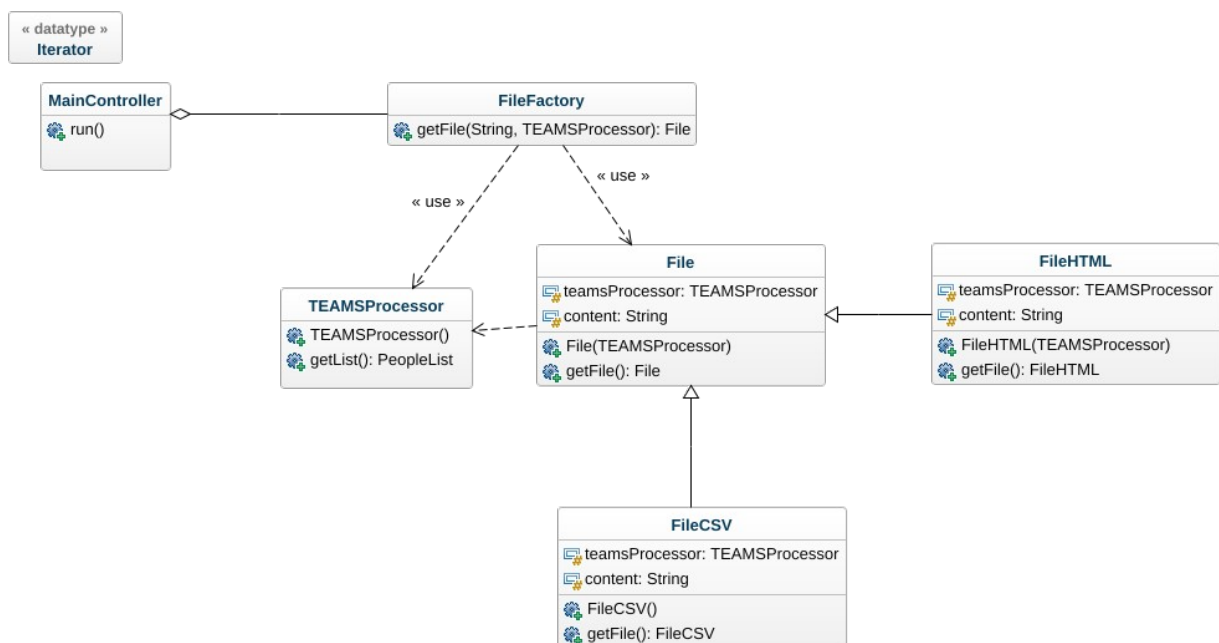 « datatype »
Iterator
MainController
run()
FileFactory
getFile(String, TEAMSProcessor): File
« use »
« use »
TEAMSProcessor
TEAMSProcessor()
getList(): PeopleList
File
teamsProcessor: TEAMSProcessor
content: String
File(TEAMSProcessor)
getFile(): File
FileHTML
teamsProcessor: TEAMSProcessor
content: String
FileHTML(TEAMSProcessor)
getFile(): FileHTML
FileCSV
teamsProcessor: TEAMSProcessor
content: String
FileCSV()
getFile(): FileCSV